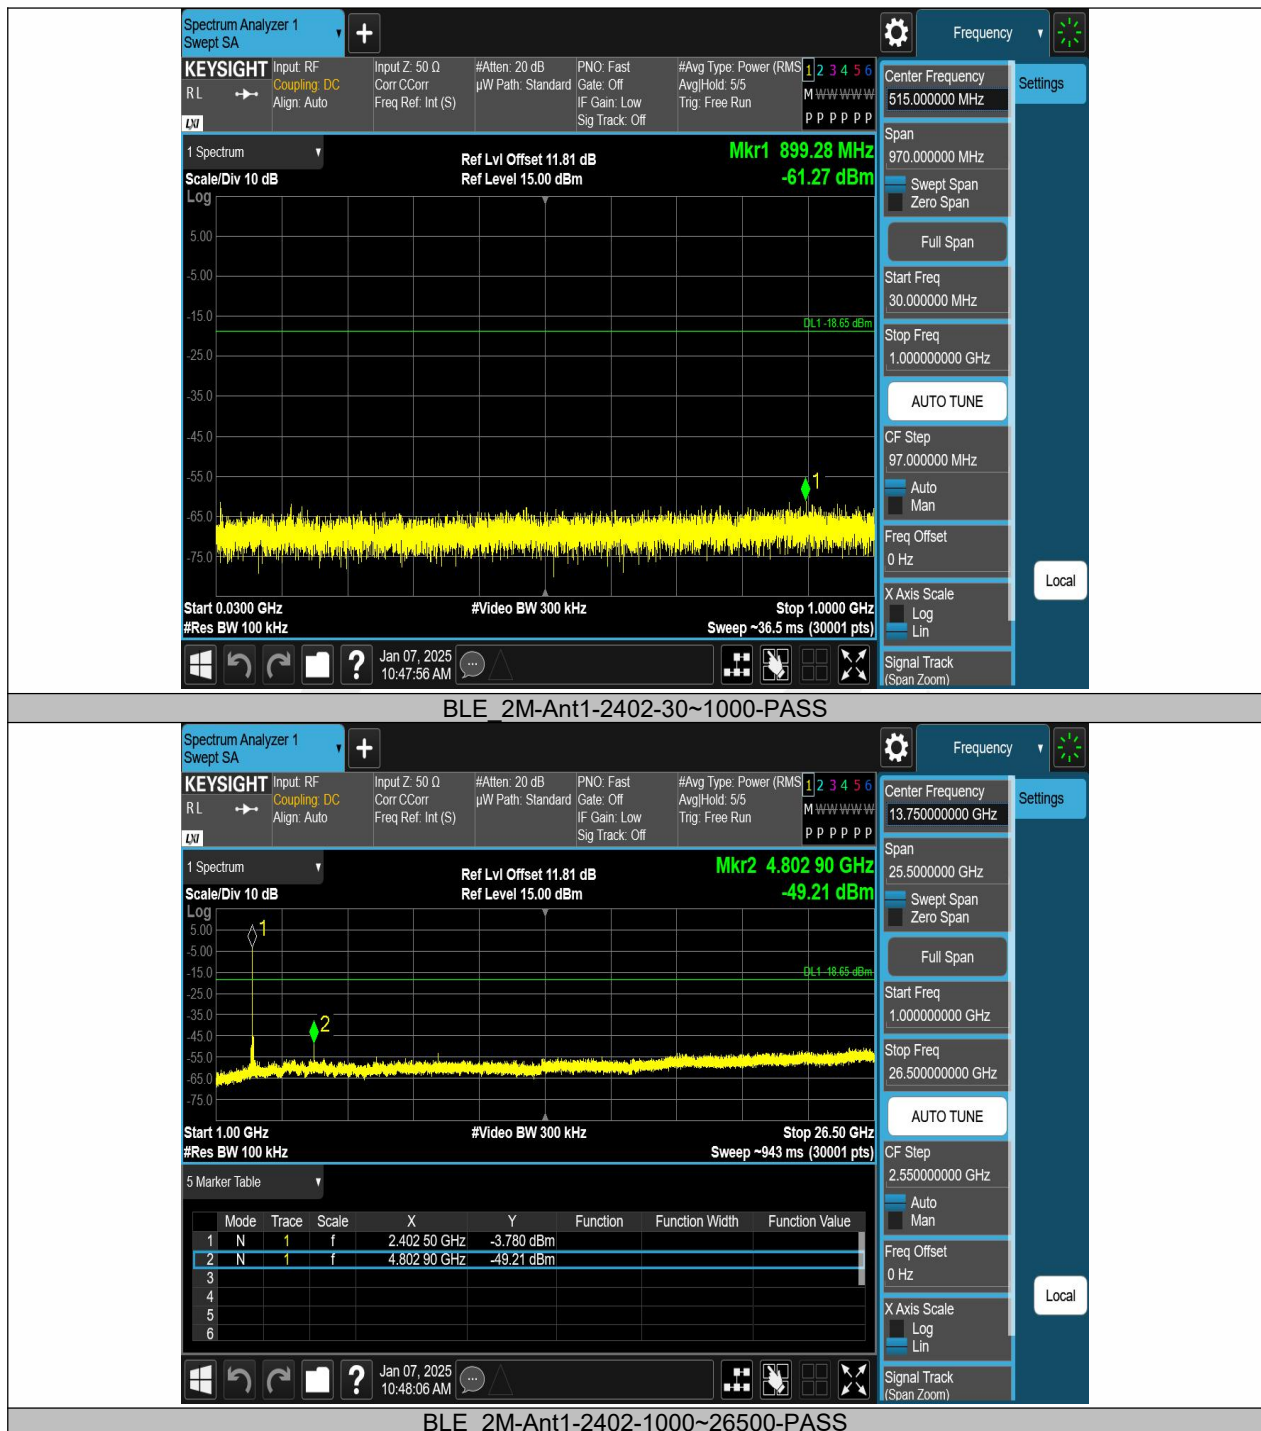 Spectrum Analyzer 1
Swept SA
Frequency
KEYSIGHT
RL
LXI
Input: RF
Coupling: DC
Align: Auto
Input Z: 50 Ω
Corr CCorr
Freq Ref: Int (S)
#Atten: 20 dB
µW Path: Standard
PNO: Fast
Gate: Off
IF Gain: Low
Sig Track: Off
#Avg Type: Power (RMS
Avg|Hold: 5/5
Trig: Free Run
1 2 3 4 5 6
M W W W W W
P P P P P P
1 Spectrum
Scale/Div 10 dB
Log
Ref Lvl Offset 11.81 dB
Ref Level 15.00 dBm
Mkr1 899.28 MHz
-61.27 dBm
5.00
-5.00
-15.0
DL1 -18.65 dBm
-25.0
-35.0
-45.0
-55.0
1
-65.0
-75.0
Start 0.0300 GHz
#Video BW 300 kHz
Stop 1.0000 GHz
#Res BW 100 kHz
Sweep ~36.5 ms (30001 pts)
Jan 07, 2025
10:47:56 AM
Center Frequency
515.000000 MHz
Settings
Span
970.000000 MHz
Swept Span
Zero Span
Full Span
Start Freq
30.000000 MHz
Stop Freq
1.000000000 GHz
AUTO TUNE
CF Step
97.000000 MHz
Auto
Man
Freq Offset
0 Hz
Local
X Axis Scale
Log
Lin
Signal Track
(Span Zoom)
BLE_2M-Ant1-2402-30~1000-PASS
Spectrum Analyzer 1
Swept SA
Frequency
KEYSIGHT
RL
LXI
Input: RF
Coupling: DC
Align: Auto
Input Z: 50 Ω
Corr CCorr
Freq Ref: Int (S)
#Atten: 20 dB
µW Path: Standard
PNO: Fast
Gate: Off
IF Gain: Low
Sig Track: Off
#Avg Type: Power (RMS
Avg|Hold: 5/5
Trig: Free Run
1 2 3 4 5 6
M W W W W W
P P P P P P
1 Spectrum
Scale/Div 10 dB
Log
Ref Lvl Offset 11.81 dB
Ref Level 15.00 dBm
Mkr2 4.802 90 GHz
-49.21 dBm
5.00
1
-5.00
-15.0
DL1 -18.65 dBm
-25.0
-35.0
2
-45.0
-55.0
-65.0
-75.0
Start 1.00 GHz
#Video BW 300 kHz
Stop 26.50 GHz
#Res BW 100 kHz
Sweep ~943 ms (30001 pts)
5 Marker Table
Mode Trace Scale X Y Function Function Width Function Value
1 N 1 f 2.402 50 GHz -3.780 dBm
2 N 1 f 4.802 90 GHz -49.21 dBm
3
4
5
6
Jan 07, 2025
10:48:06 AM
Center Frequency
13.750000000 GHz
Settings
Span
25.5000000 GHz
Swept Span
Zero Span
Full Span
Start Freq
1.000000000 GHz
Stop Freq
26.500000000 GHz
AUTO TUNE
CF Step
2.550000000 GHz
Auto
Man
Freq Offset
0 Hz
Local
X Axis Scale
Log
Lin
Signal Track
(Span Zoom)
BLE_2M-Ant1-2402-1000~26500-PASS